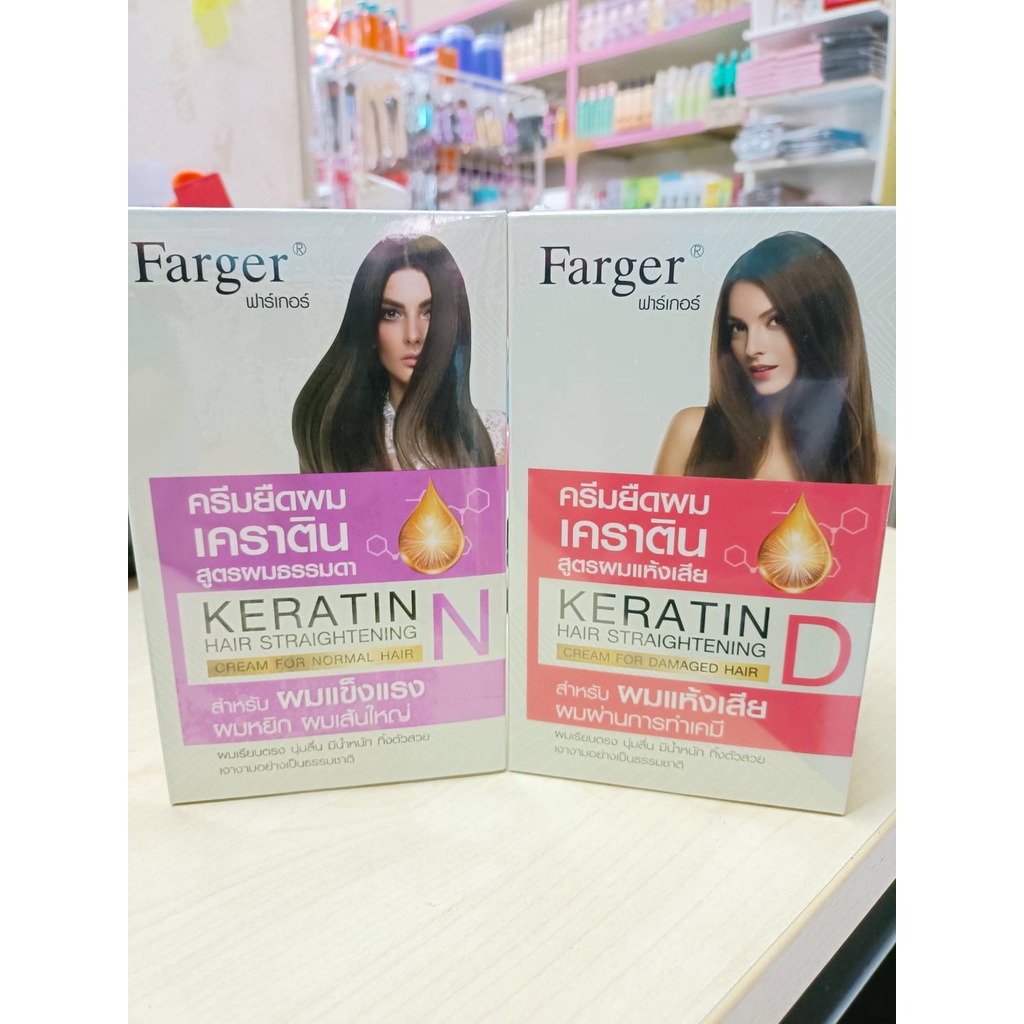 Farger®
ฟาร์เกอร์
ครีมยืดผม
เคราติน
สูตรผมธรรมดา
KERATIN N
HAIR STRAIGHTENING
CREAM FOR NORMAL HAIR
สำหรับ ผมแข็งแรง
ผมหยิก ผมเส้นใหญ่
ผมเรียบตรง นุ่มลื่น มีน้ำหนัก ทิ้งตัวสวย
เงางามอย่างเป็นธรรมชาติ
Farger®
ฟาร์เกอร์
ครีมยืดผม
เคราติน
สูตรผมแห้งเสีย
KERATIN D
HAIR STRAIGHTENING
CREAM FOR DAMAGED HAIR
สำหรับ ผมแห้งเสีย
ผมผ่านการทำเคมี
ผมเรียบตรง นุ่มลื่น มีน้ำหนัก ทิ้งตัวสวย
เงางามอย่างเป็นธรรมชาติ